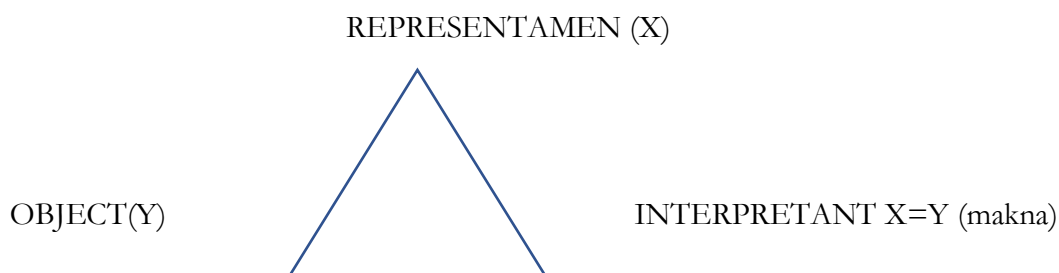 REPRESENTAMEN (X)
OBJECT(Y)
INTERPRETANT X=Y (makna)